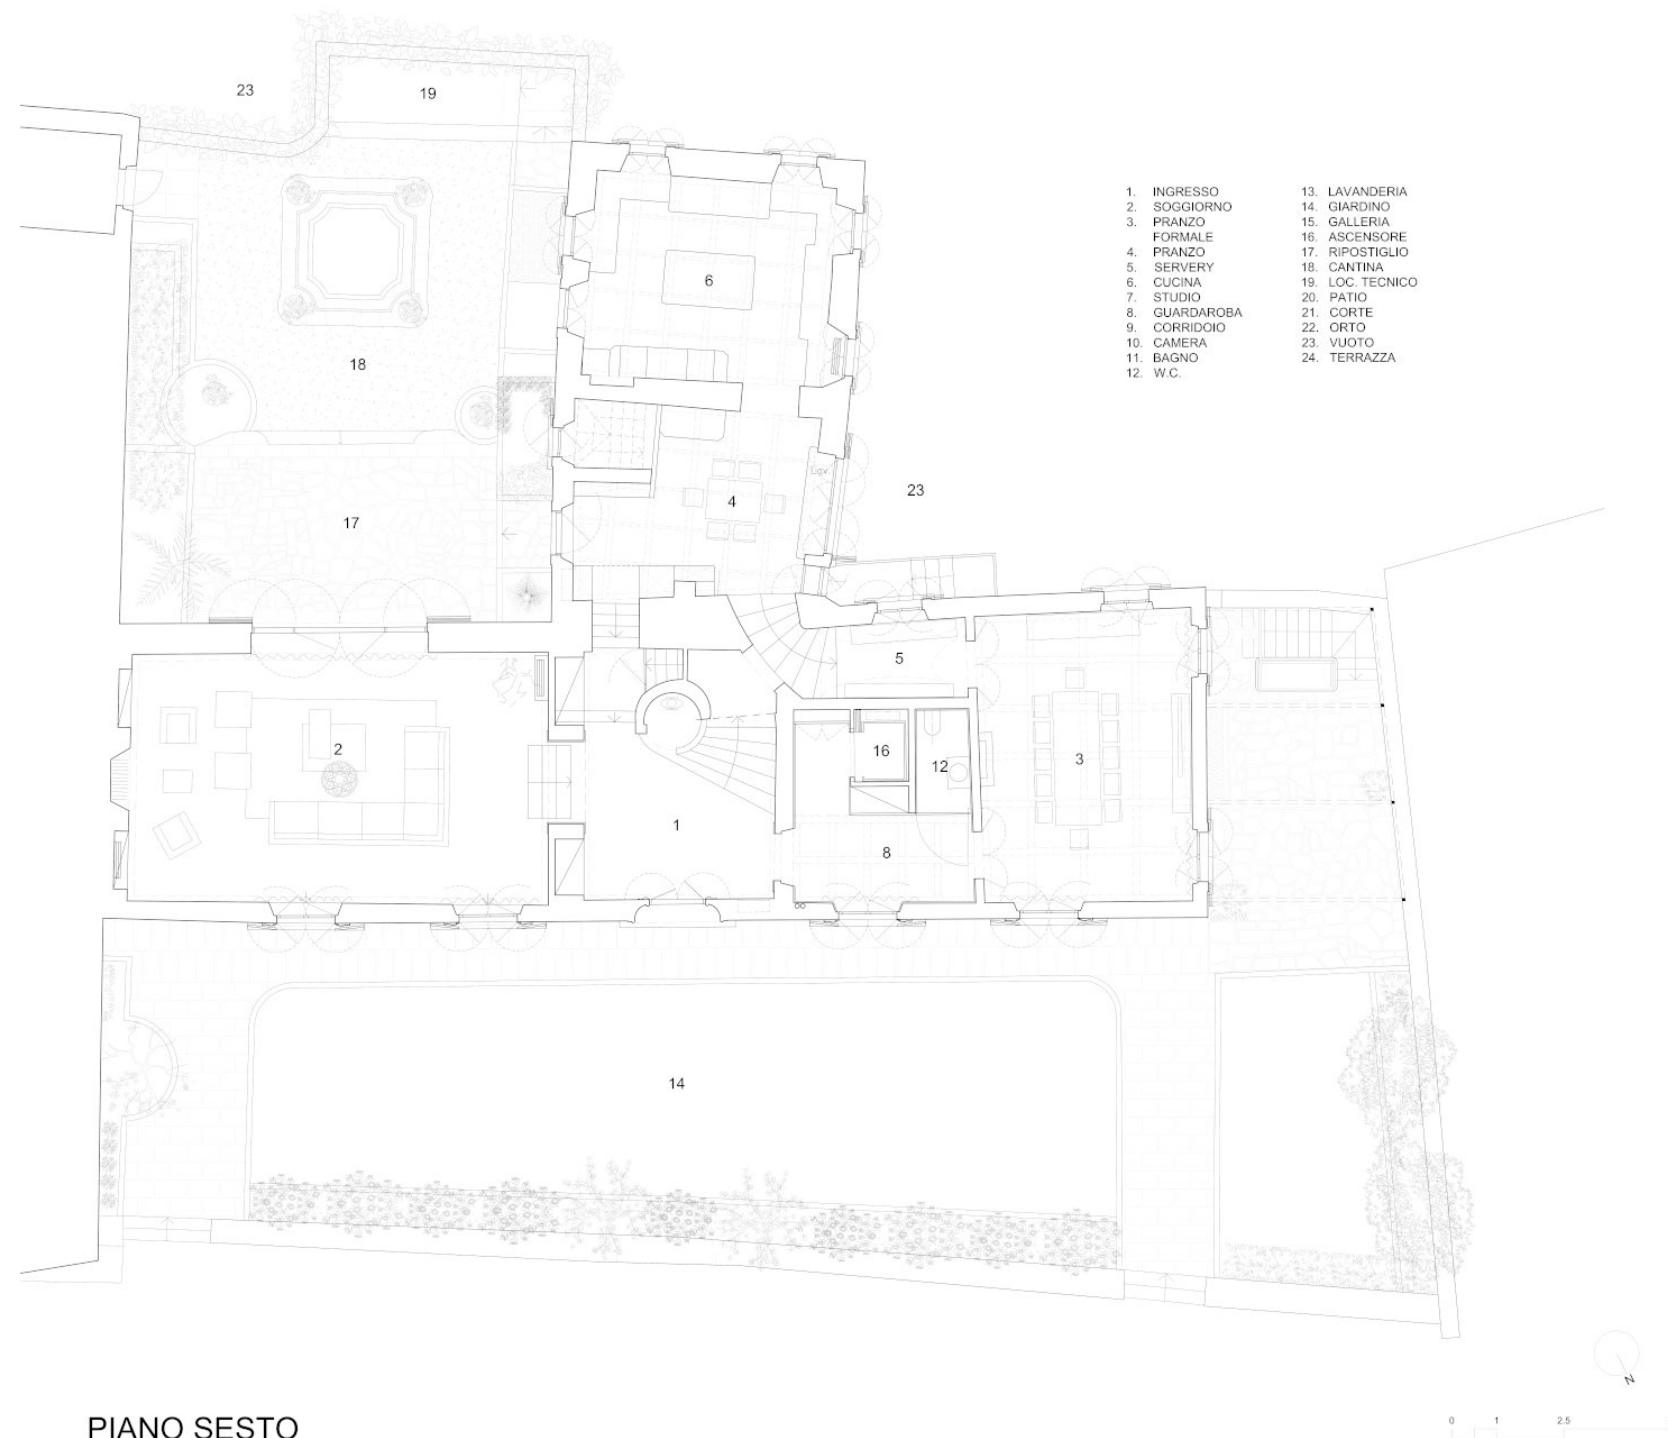 23
19
1. INGRESSO
2. SOGGIORNO
3. PRANZO
FORMALE
4. PRANZO
5. SERVERY
6. CUCINA
7. STUDIO
8. GUARDAROBA
9. CORRIDOIO
10. CAMERA
11. BAGNO
12. W.C.
13. LAVANDERIA
14. GIARDINO
15. GALLERIA
16. ASCENSORE
17. RIPOSTIGLIO
18. CANTINA
19. LOC. TECNICO
20. PATIO
21. CORTE
22. ORTO
23. VUOTO
24. TERRAZZA
6
18
4
23
17
5
2
16
12
3
1
8
14
N
PIANO SESTO
0 1 2.5